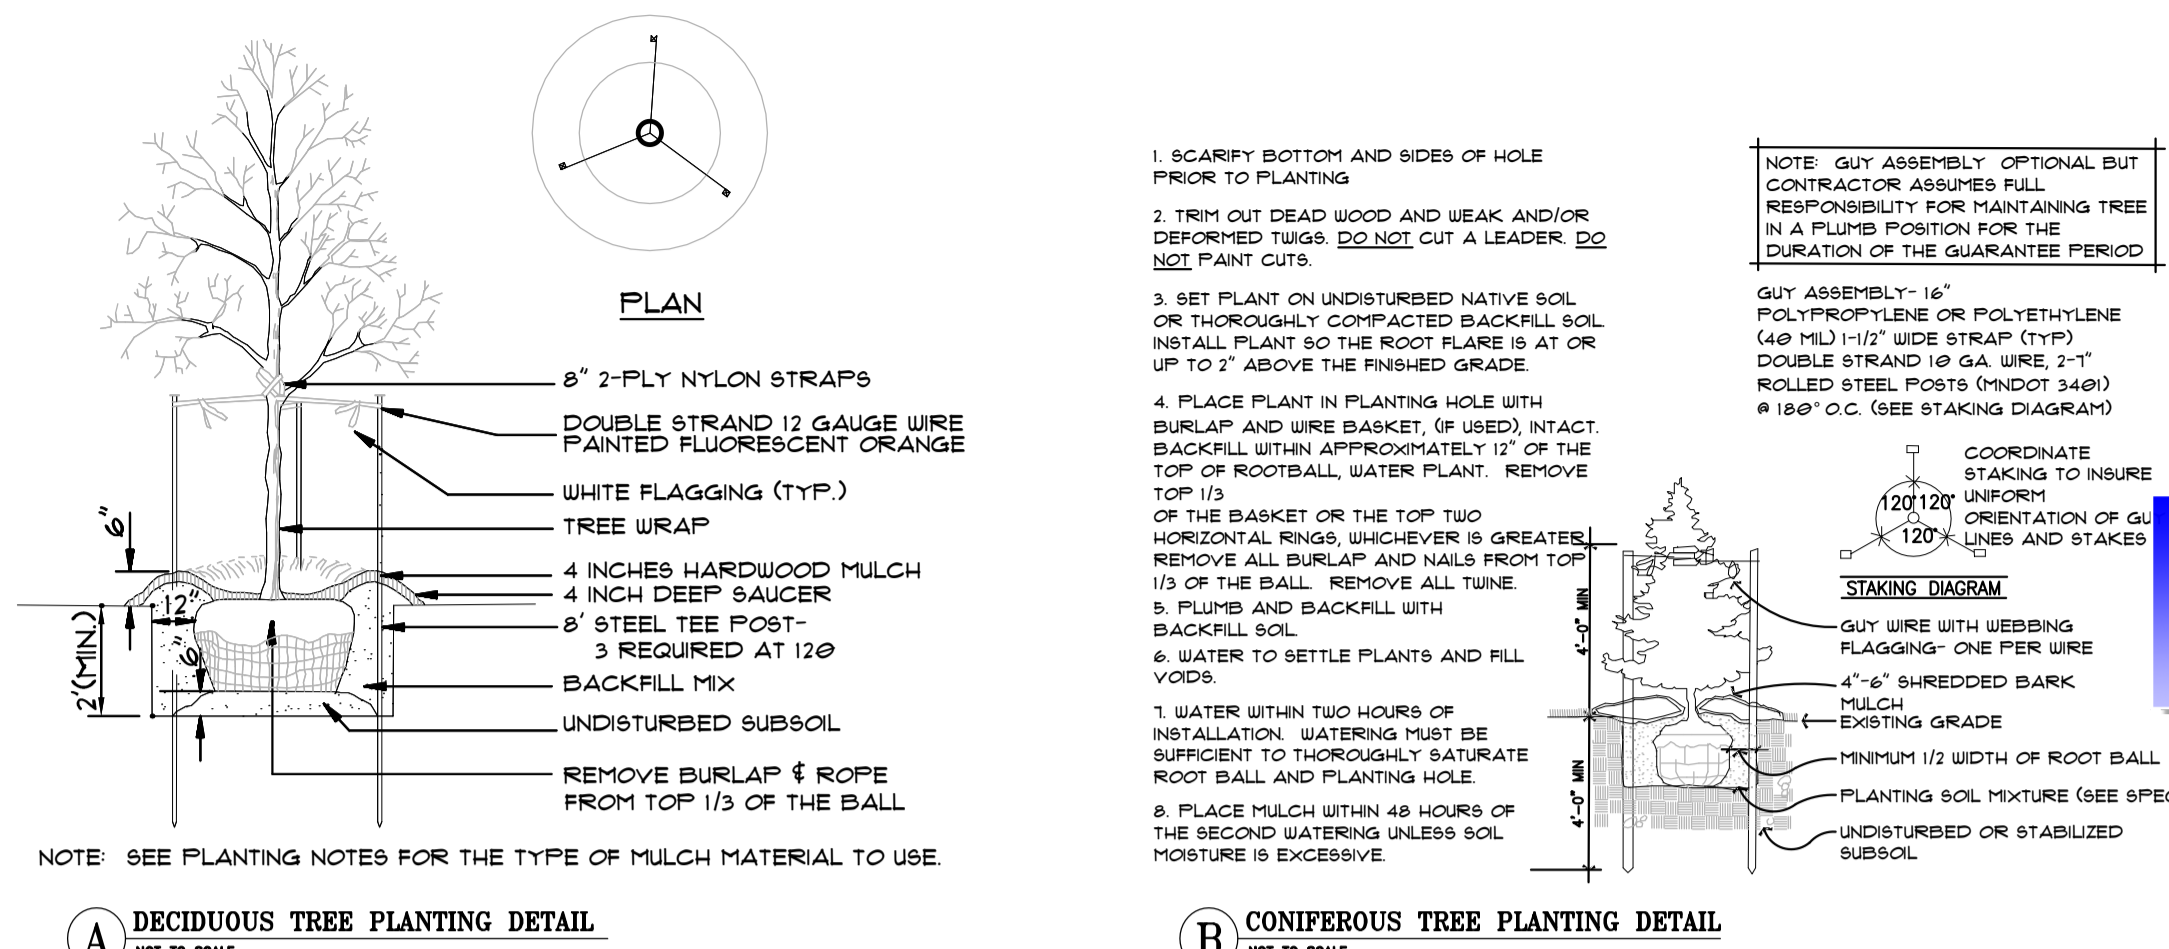 PLAN
8" 2-PLY NYLON STRAPS
DOUBLE STRAND 12 GAUGE WIRE
PAINTED FLUORESCENT ORANGE
WHITE FLAGGING (TYP.)
TREE WRAP
6"
4 INCHES HARDWOOD MULCH
4 INCH DEEP SAUCER
12"
8' STEEL TEE POST-
3 REQUIRED AT 120
2'(MIN.)
6"
BACKFILL MIX
UNDISTURBED SUBSOIL
REMOVE BURLAP & ROPE
FROM TOP 1/3 OF THE BALL
NOTE: SEE PLANTING NOTES FOR THE TYPE OF MULCH MATERIAL TO USE.
A
DECIDUOUS TREE PLANTING DETAIL
NOT TO SCALE
1. SCARIFY BOTTOM AND SIDES OF HOLE
PRIOR TO PLANTING
2. TRIM OUT DEAD WOOD AND WEAK AND/OR
DEFORMED TWIGS. DO NOT CUT A LEADER. DO
NOT PAINT CUTS.
3. SET PLANT ON UNDISTURBED NATIVE SOIL
OR THOROUGHLY COMPACTED BACKFILL SOIL.
INSTALL PLANT SO THE ROOT FLARE IS AT OR
UP TO 2" ABOVE THE FINISHED GRADE.
4. PLACE PLANT IN PLANTING HOLE WITH
BURLAP AND WIRE BASKET, (IF USED), INTACT.
BACKFILL WITHIN APPROXIMATELY 12" OF THE
TOP OF ROOTBALL, WATER PLANT. REMOVE
TOP 1/3
OF THE BASKET OR THE TOP TWO
HORIZONTAL RINGS, WHICHEVER IS GREATER.
REMOVE ALL BURLAP AND NAILS FROM TOP
1/3 OF THE BALL. REMOVE ALL TWINE.
5. PLUMB AND BACKFILL WITH
BACKFILL SOIL.
6. WATER TO SETTLE PLANTS AND FILL
VOIDS.
7. WATER WITHIN TWO HOURS OF
INSTALLATION. WATERING MUST BE
SUFFICIENT TO THOROUGHLY SATURATE
ROOT BALL AND PLANTING HOLE.
8. PLACE MULCH WITHIN 48 HOURS OF
THE SECOND WATERING UNLESS SOIL
MOISTURE IS EXCESSIVE.
NOTE: GUY ASSEMBLY OPTIONAL BUT
CONTRACTOR ASSUMES FULL
RESPONSIBILITY FOR MAINTAINING TREE
IN A PLUMB POSITION FOR THE
DURATION OF THE GUARANTEE PERIOD
GUY ASSEMBLY- 16"
POLYPROPYLENE OR POLYETHYLENE
(40 MIL) 1-1/2" WIDE STRAP (TYP)
DOUBLE STRAND 10 GA. WIRE, 2-7"
ROLLED STEEL POSTS (MNDOT 3401)
@ 180° O.C. (SEE STAKING DIAGRAM)
COORDINATE
STAKING TO INSURE
UNIFORM
ORIENTATION OF GUY
LINES AND STAKES
120° 120°
120°
STAKING DIAGRAM
4'-0" MIN
GUY WIRE WITH WEBBING
FLAGGING- ONE PER WIRE
4"-6" SHREDDED BARK
MULCH
EXISTING GRADE
MINIMUM 1/2 WIDTH OF ROOT BALL
4'-0" MIN
PLANTING SOIL MIXTURE (SEE SPEC
UNDISTURBED OR STABILIZED
SUBSOIL
B
CONIFEROUS TREE PLANTING DETAIL
NOT TO SCALE